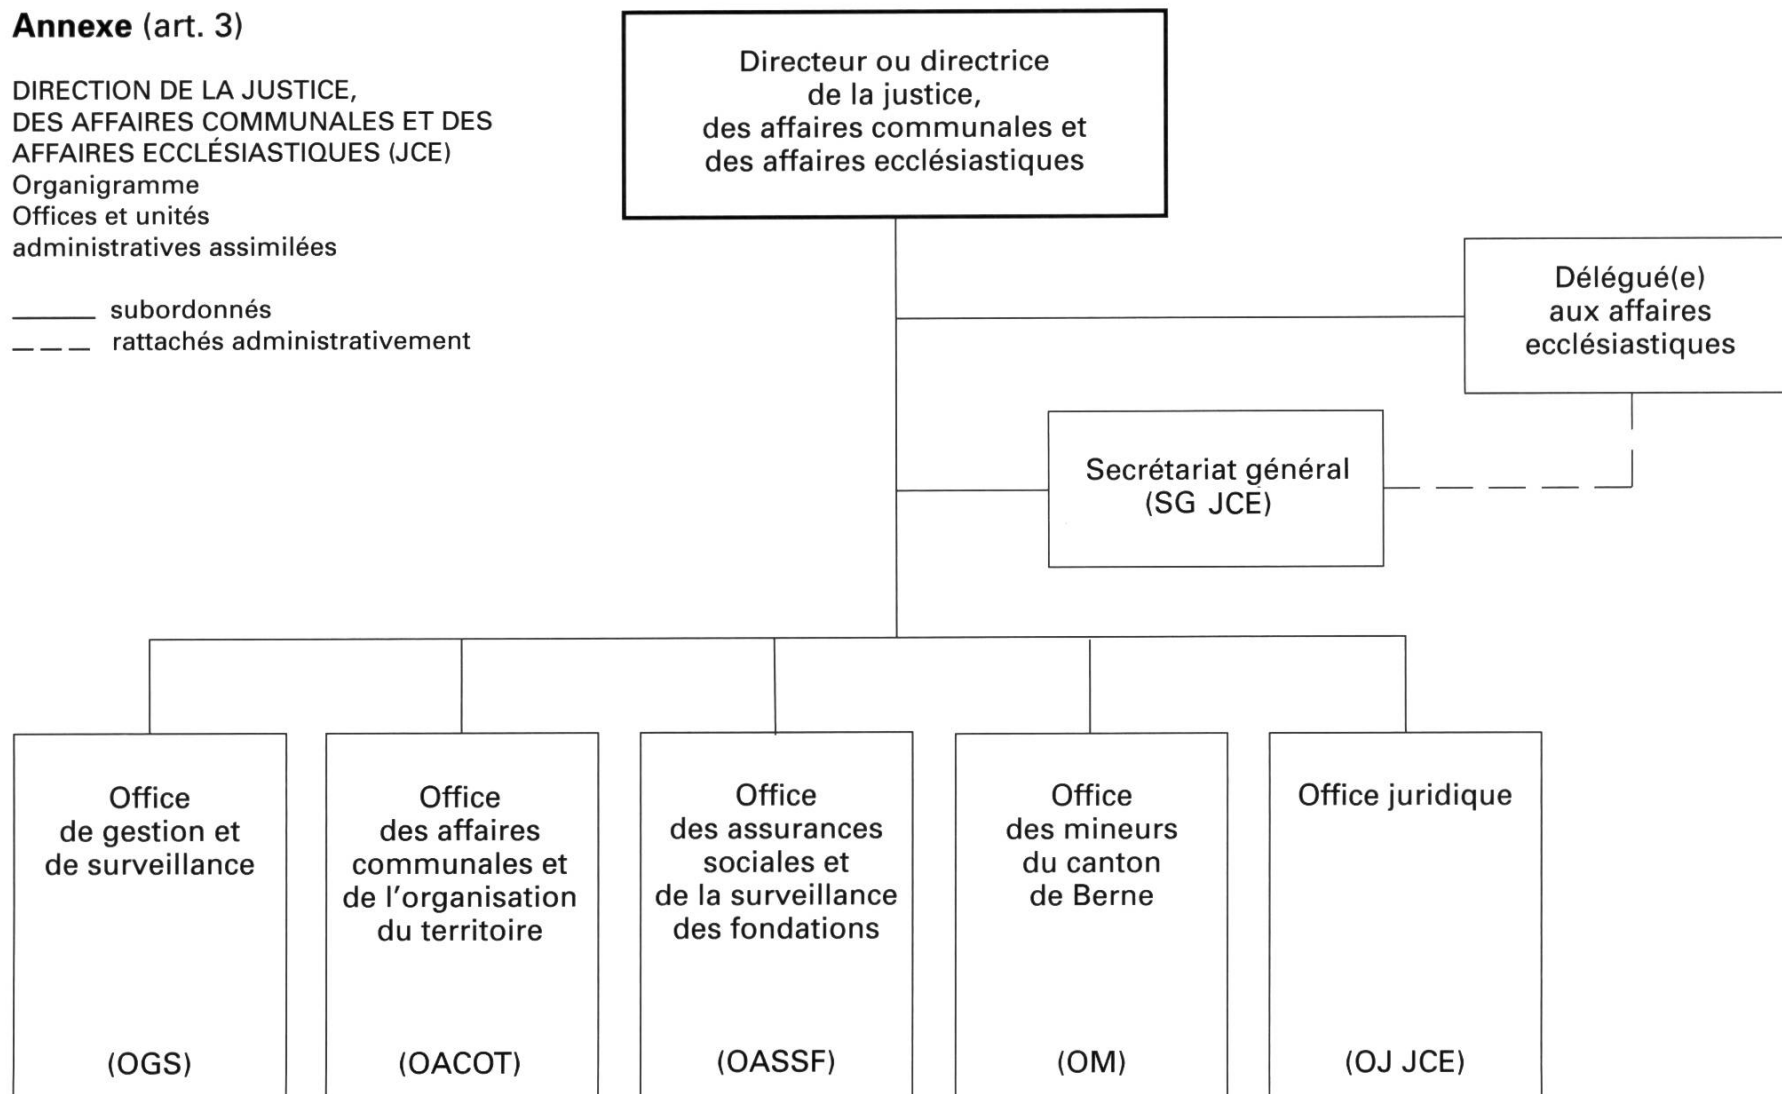 Annexe (art. 3)
DIRECTION DE LA JUSTICE,
DES AFFAIRES COMMUNALES ET DES
AFFAIRES ECCLÉSIASTIQUES (JCE)
Organigramme
Offices et unités
administratives assimilées
subordonnés
rattachés administrativement
Directeur ou directrice
de la justice,
des affaires communales et
des affaires ecclésiastiques
Délégué(e)
aux affaires
ecclésiastiques
Secrétariat général
(SG JCE)
Office
de gestion et
de surveillance
(OGS)
Office
des affaires
communales et
de l'organisation
du territoire
(OACOT)
Office
des assurances
sociales et
de la surveillance
des fondations
(OASSF)
Office
des mineurs
du canton
de Berne
(OM)
Office juridique
(OJ JCE)